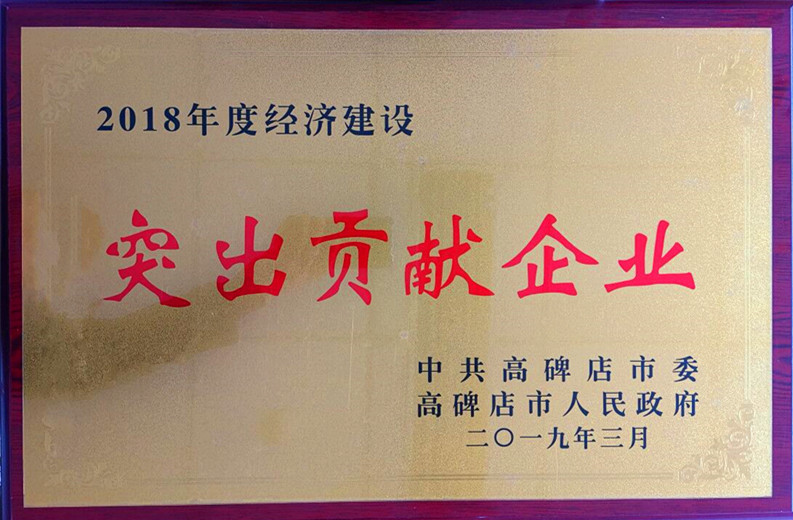 2018年度经济建设
突出贡献企业
中共高碑店市委
高碑店市人民政府
二〇一九年三月